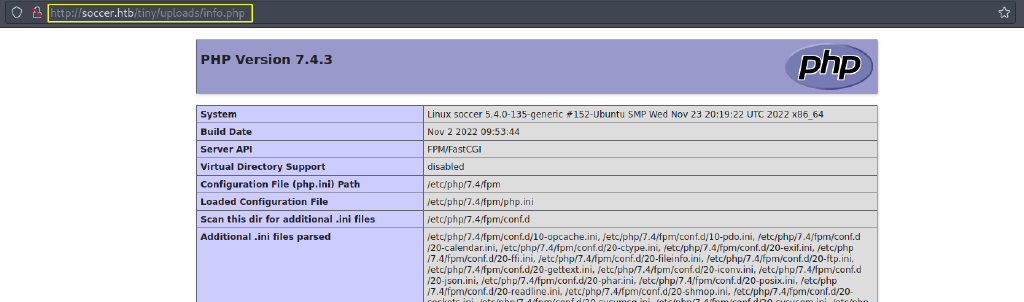 http://soccer.htb/tiny/uploads/info.php
PHP Version 7.4.3
php
System Linux soccer 5.4.0-135-generic #152-Ubuntu SMP Wed Nov 23 20:19:22 UTC 2022 x86_64
Build Date Nov 2 2022 09:53:44
Server API FPM/FastCGI
Virtual Directory Support disabled
Configuration File (php.ini) Path /etc/php/7.4/fpm
Loaded Configuration File /etc/php/7.4/fpm/php.ini
Scan this dir for additional .ini files /etc/php/7.4/fpm/conf.d
Additional .ini files parsed /etc/php/7.4/fpm/conf.d/10-opcache.ini, /etc/php/7.4/fpm/conf.d/10-pdo.ini, /etc/php/7.4/fpm/conf.d
/20-calendar.ini, /etc/php/7.4/fpm/conf.d/20-ctype.ini, /etc/php/7.4/fpm/conf.d/20-exif.ini, /etc/php
/7.4/fpm/conf.d/20-ffi.ini, /etc/php/7.4/fpm/conf.d/20-fileinfo.ini, /etc/php/7.4/fpm/conf.d/20-ftp.ini,
/etc/php/7.4/fpm/conf.d/20-gettext.ini, /etc/php/7.4/fpm/conf.d/20-iconv.ini, /etc/php/7.4/fpm/conf.d
/20-json.ini, /etc/php/7.4/fpm/conf.d/20-phar.ini, /etc/php/7.4/fpm/conf.d/20-posix.ini, /etc/php
/7.4/fpm/conf.d/20-readline.ini, /etc/php/7.4/fpm/conf.d/20-shmop.ini, /etc/php/7.4/fpm/conf.d/20-